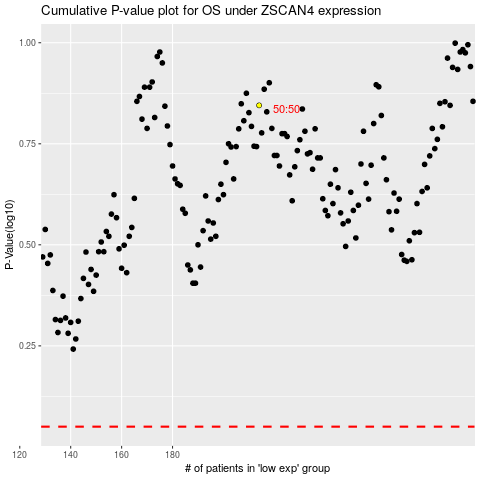 Cumulative P-value plot for OS under ZSCAN4 expression
1.00
0.75
0.50
0.25
P-Value(log10)
50:50
120 140 160 180
# of patients in 'low exp' group